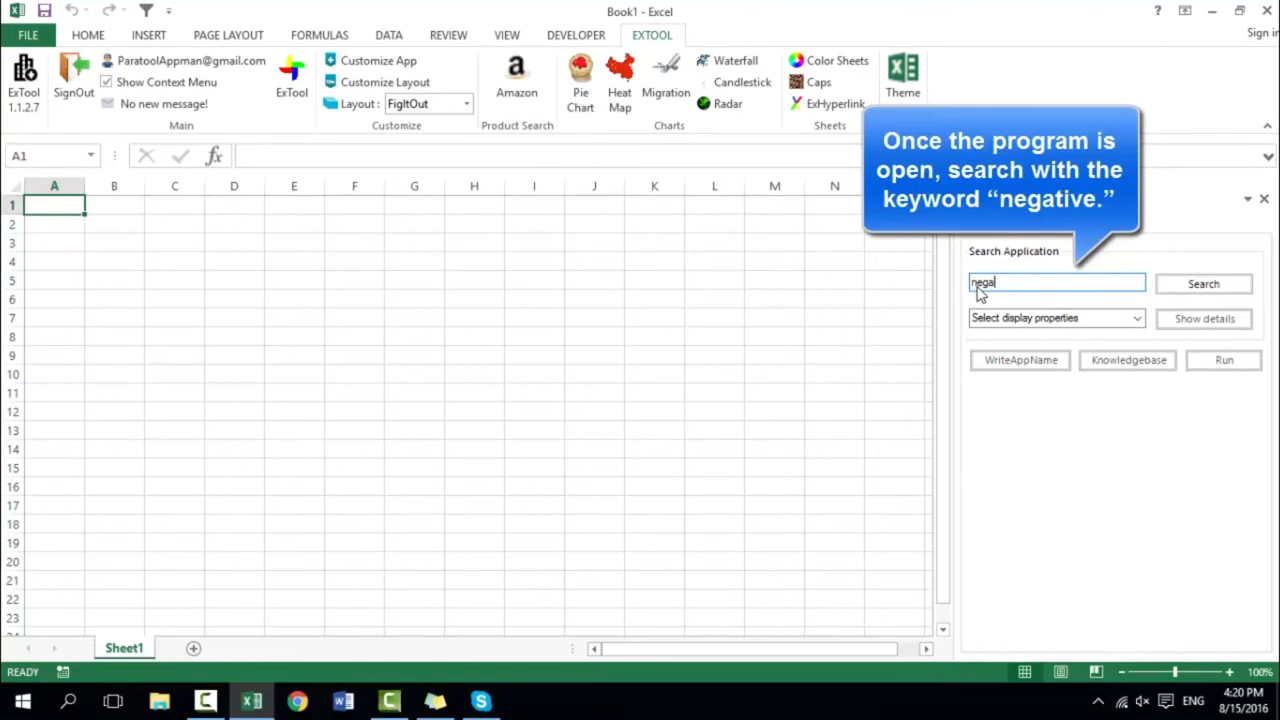 Book1 - Excel
?
FILE HOME INSERT PAGE LAYOUT FORMULAS DATA REVIEW VIEW DEVELOPER EXTOOL
Sign in
ExTool
1.1.2.7
SignOut
ParatoolAppman@gmail.com
Show Context Menu
No new message!
Main
ExTool
Customize App
Customize Layout
Layout : FigItOut
Customize
a
Amazon
Product Search
Pie
Chart
Heat
Map
Migration
Waterfall
Candlestick
Radar
Charts
Color Sheets
Caps
ExHyperlink
Sheets
Theme
A1
fx
Once the program is
open, search with the
keyword “negative.”
A B C D E F G H I J K L M N
1
2
3
4
5
6
7
8
9
10
11
12
13
14
15
16
17
18
19
20
21
22
23
24
Search Application
nega
Search
Select display properties
Show details
WriteAppName
Knowledgebase
Run
Sheet1
READY
100%
ENG
4:20 PM
8/15/2016